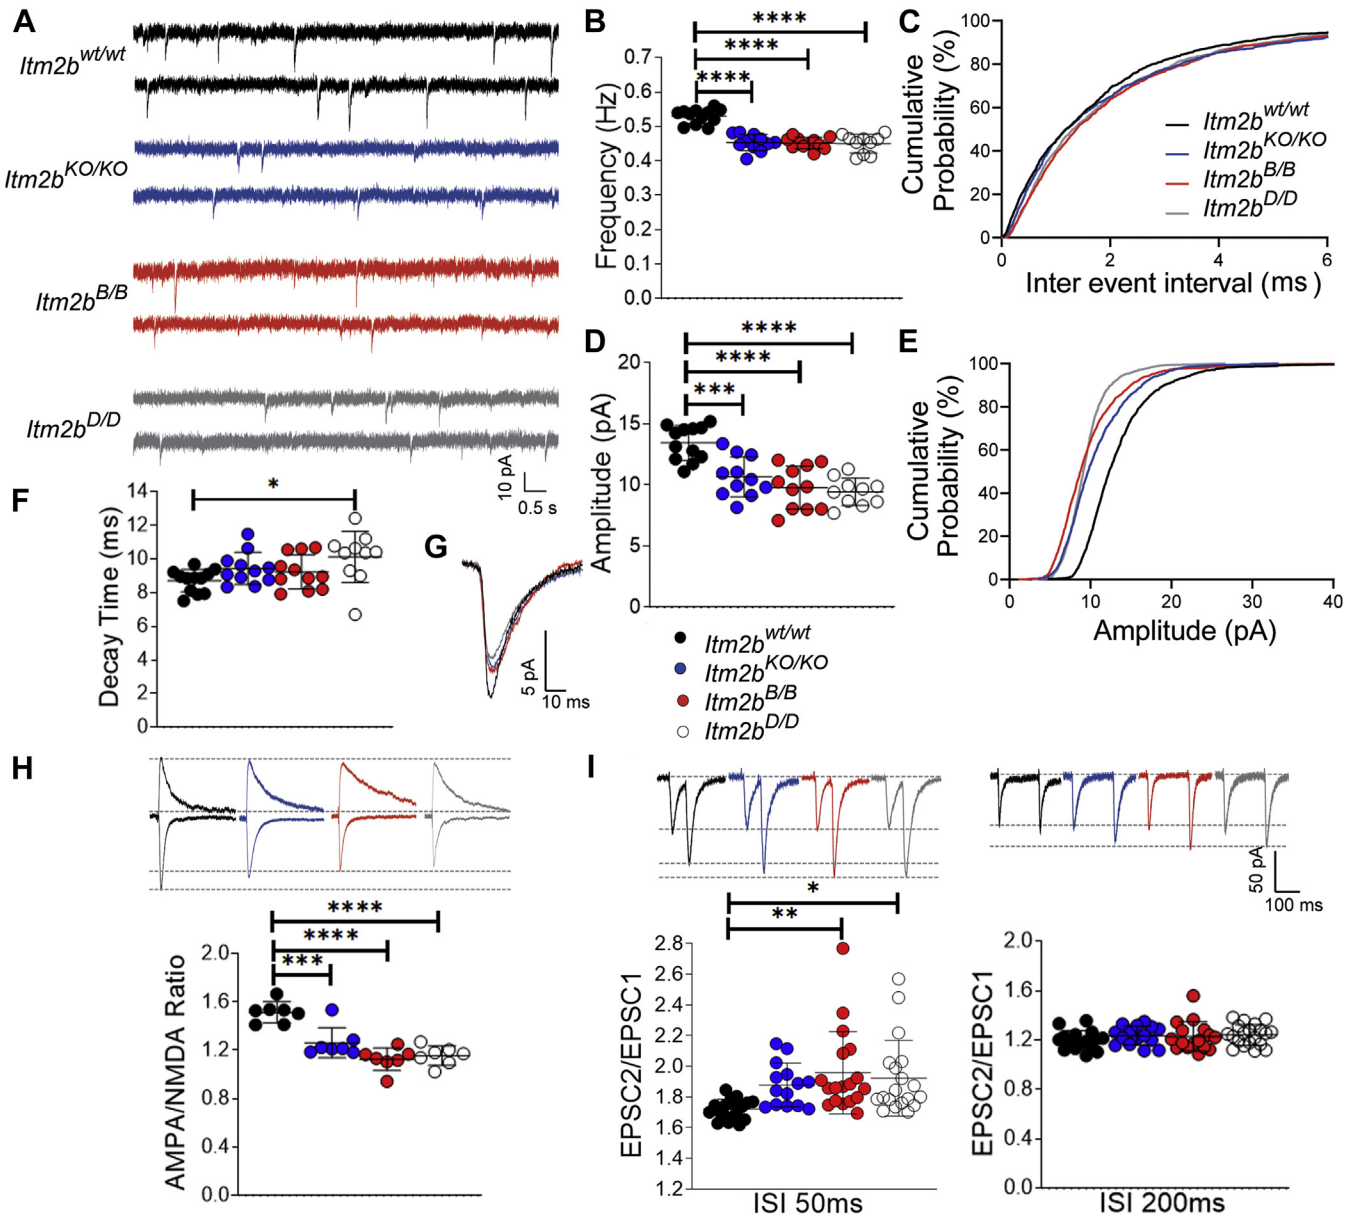 A
Itm2b wt/wt
Itm2b KO/KO
Itm2b B/B
Itm2b D/D
10 pA
0.5 s
B
****
****
****
Frequency (Hz)
0.7
0.6
0.5
0.4
0.3
0.2
0.1
0.0
C
Cumulative
Probability (%)
100
80
60
40
20
0
0 2 4 6
Inter event interval (ms)
Itm2b wt/wt
Itm2b KO/KO
Itm2b B/B
Itm2b D/D
D
****
****
***
Amplitude (pA)
20
15
10
5
0
E
Cumulative
Probability (%)
100
80
60
40
20
0
0 10 20 30 40
Amplitude (pA)
F
*
Decay Time (ms)
14
12
10
8
6
4
2
0
G
5 pA
10 ms
Itm2b wt/wt
Itm2b KO/KO
Itm2b B/B
Itm2b D/D
H
****
****
***
AMPA/NMDA Ratio
2.0
1.6
1.2
0.8
0.4
0.0
I
50 pA
100 ms
*
**
EPSC2/EPSC1
2.8
2.6
2.4
2.2
2.0
1.8
1.6
1.4
1.2
ISI 50ms
EPSC2/EPSC1
2.0
1.6
1.2
0.8
0.4
0.0
ISI 200ms